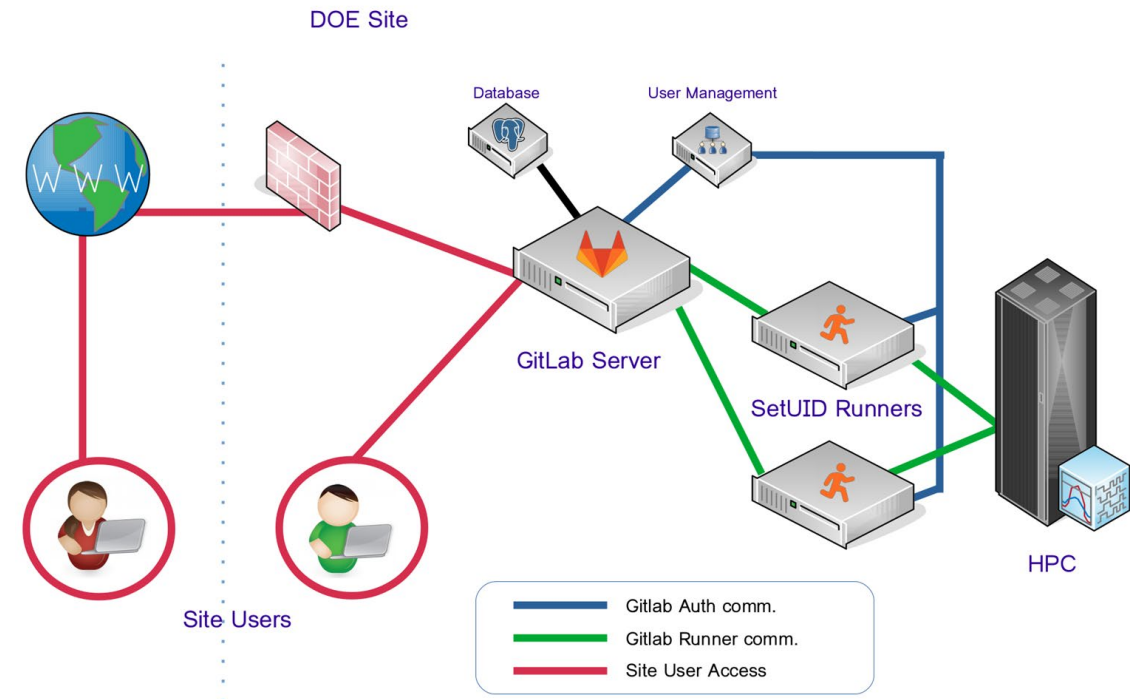 DOE Site
Database
User Management
W W W
GitLab Server
SetUID Runners
HPC
Site Users
Gitlab Auth comm.
Gitlab Runner comm.
Site User Access